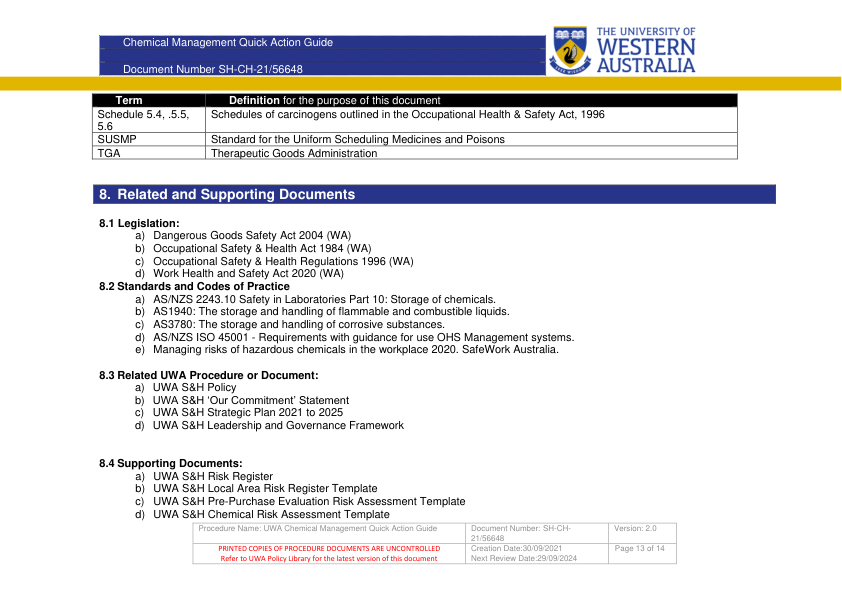 Chemical Management Quick Action Guide
Document Number SH-CH-21/56648
THE UNIVERSITY OF
WESTERN
AUSTRALIA
Term Definition for the purpose of this document
Schedule 5.4, .5.5, Schedules of carcinogens outlined in the Occupational Health & Safety Act, 1996
5.6
SUSMP Standard for the Uniform Scheduling Medicines and Poisons
TGA Therapeutic Goods Administration
8. Related and Supporting Documents
8.1 Legislation:
a) Dangerous Goods Safety Act 2004 (WA)
b) Occupational Safety & Health Act 1984 (WA)
c) Occupational Safety & Health Regulations 1996 (WA)
d) Work Health and Safety Act 2020 (WA)
8.2 Standards and Codes of Practice
a) AS/NZS 2243.10 Safety in Laboratories Part 10: Storage of chemicals.
b) AS1940: The storage and handling of flammable and combustible liquids.
c) AS3780: The storage and handling of corrosive substances.
d) AS/NZS ISO 45001 - Requirements with guidance for use OHS Management systems.
e) Managing risks of hazardous chemicals in the workplace 2020. SafeWork Australia.
8.3 Related UWA Procedure or Document:
a) UWA S&H Policy
b) UWA S&H ‘Our Commitment’ Statement
c) UWA S&H Strategic Plan 2021 to 2025
d) UWA S&H Leadership and Governance Framework
8.4 Supporting Documents:
a) UWA S&H Risk Register
b) UWA S&H Local Area Risk Register Template
c) UWA S&H Pre-Purchase Evaluation Risk Assessment Template
d) UWA S&H Chemical Risk Assessment Template
Procedure Name: UWA Chemical Management Quick Action Guide Document Number: SH-CH- Version: 2.0
21/56648
PRINTED COPIES OF PROCEDURE DOCUMENTS ARE UNCONTROLLED Creation Date:30/09/2021 Page 13 of 14
Refer to UWA Policy Library for the latest version of this document Next Review Date:29/09/2024